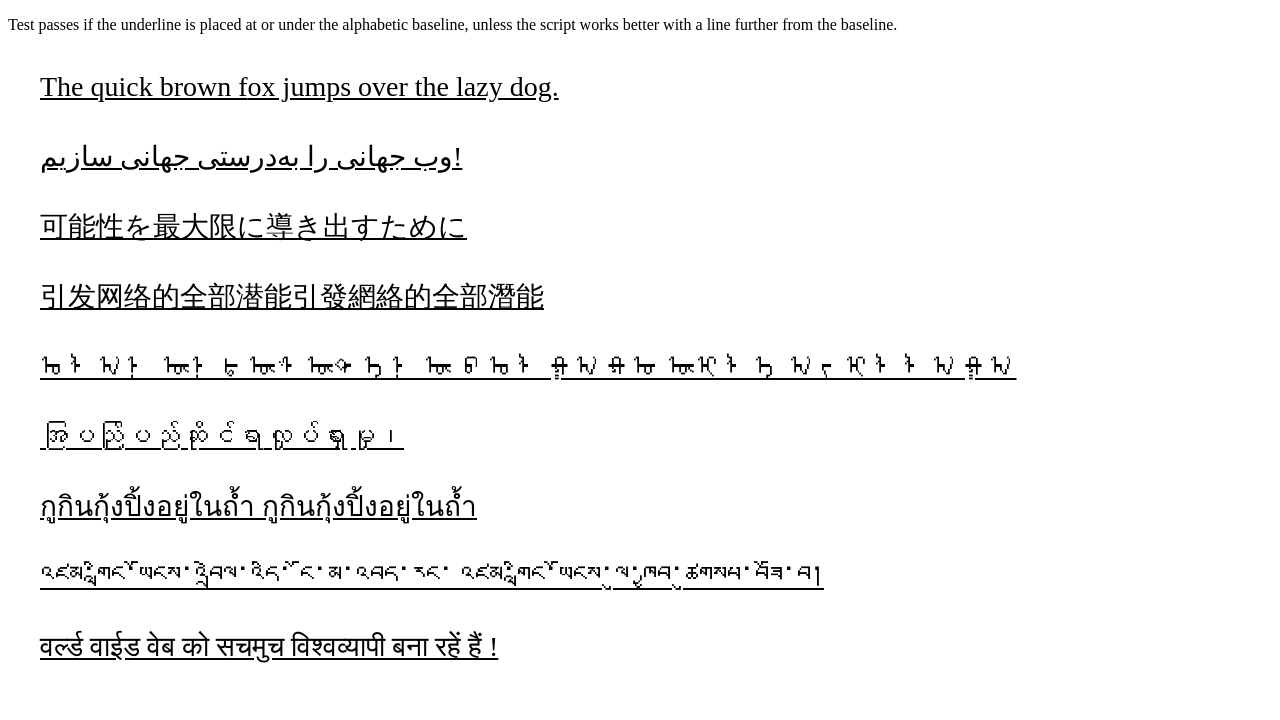 Test passes if the underline is placed at or under the alphabetic baseline, unless the script works better with a line further from the baseline.
The quick brown fox jumps over the lazy dog.
وب جهانی را به‌درستی جهانی سازیم!
可能性を最大限に導き出すために
引发网络的全部潜能引發網絡的全部潛能
အပြည်ပြည်ဆိုင်ရာလှုပ်ရှားမှု၊
กูกินกุ้งปิ้งอยู่ในถ้ำ กูกินกุ้งปิ้งอยู่ในถ้ำ
འཛམ་གླིང་ཡོངས་འབྲེལ་འདི་ངོ་མ་འབད་རང་ འཛམ་གླིང་ཡོངས་ལུ་ཁྱབ་ཚུགསཔ་བཟོ་བ།
वर्ल्ड वाईड वेब को सचमुच विश्वव्यापी बना रहें हैं !